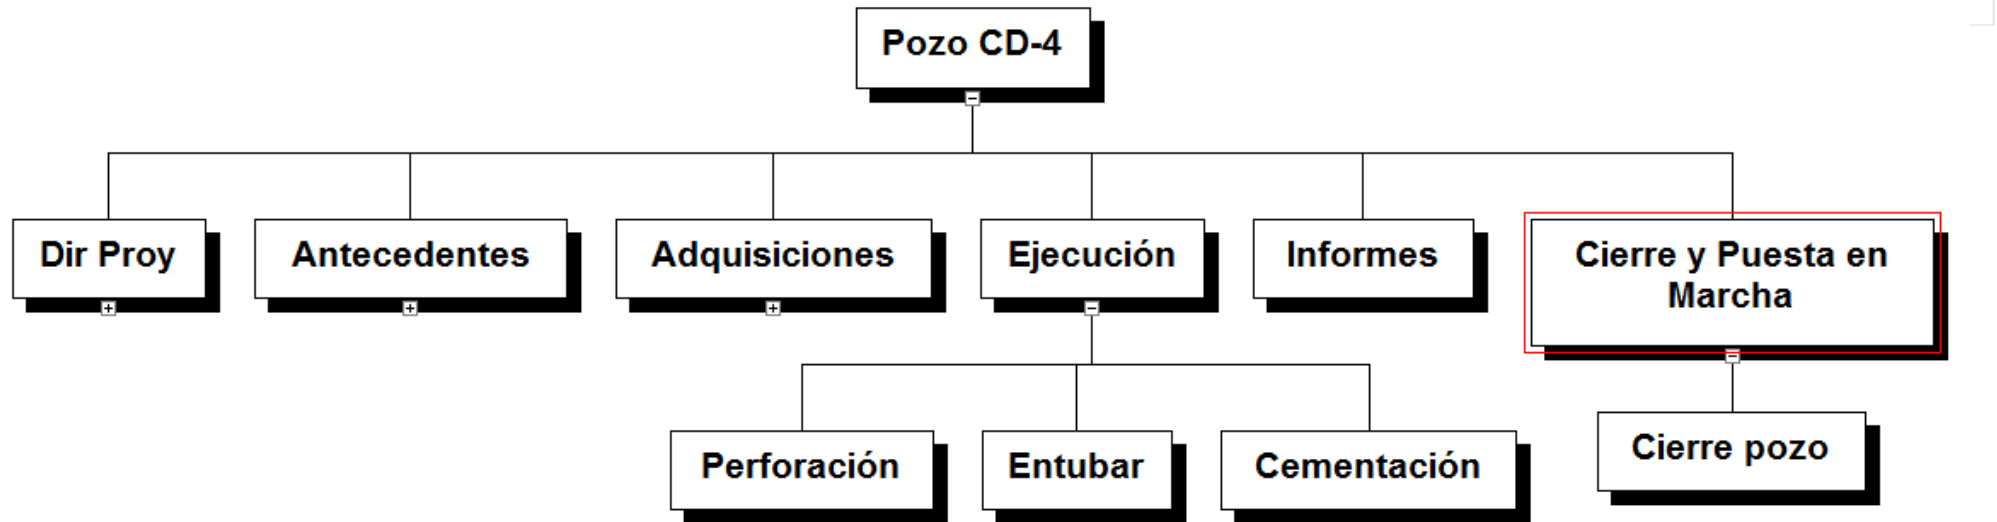 Pozo CD-4
Dir Proy
Antecedentes
Adquisiciones
Ejecución
Informes
Cierre y Puesta en
Marcha
Perforación
Entubar
Cementación
Cierre pozo